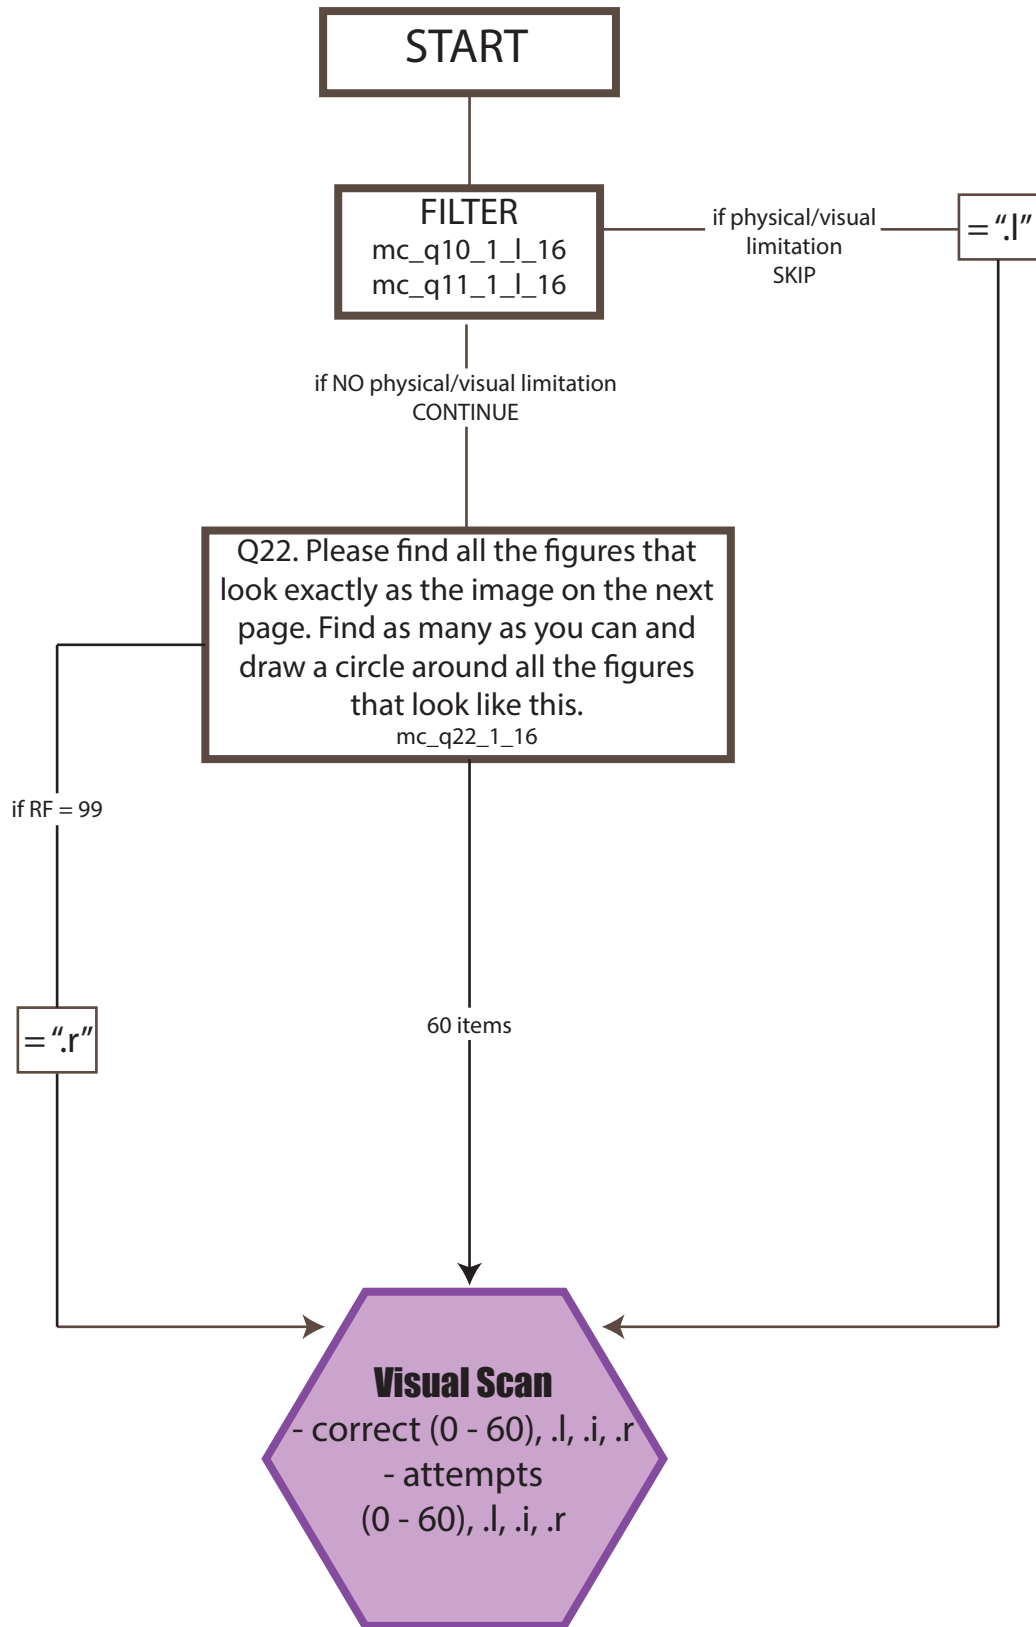 START
FILTER
mc_q10_1_l_16
mc_q11_1_l_16
if physical/visual
limitation
SKIP
= “.l”
if NO physical/visual limitation
CONTINUE
Q22. Please find all the figures that
look exactly as the image on the next
page. Find as many as you can and
draw a circle around all the figures
that look like this.
mc_q22_1_16
if RF = 99
= “.r”
60 items
Visual Scan
- correct (0 - 60), .l, .i, .r
- attempts
(0 - 60), .l, .i, .r